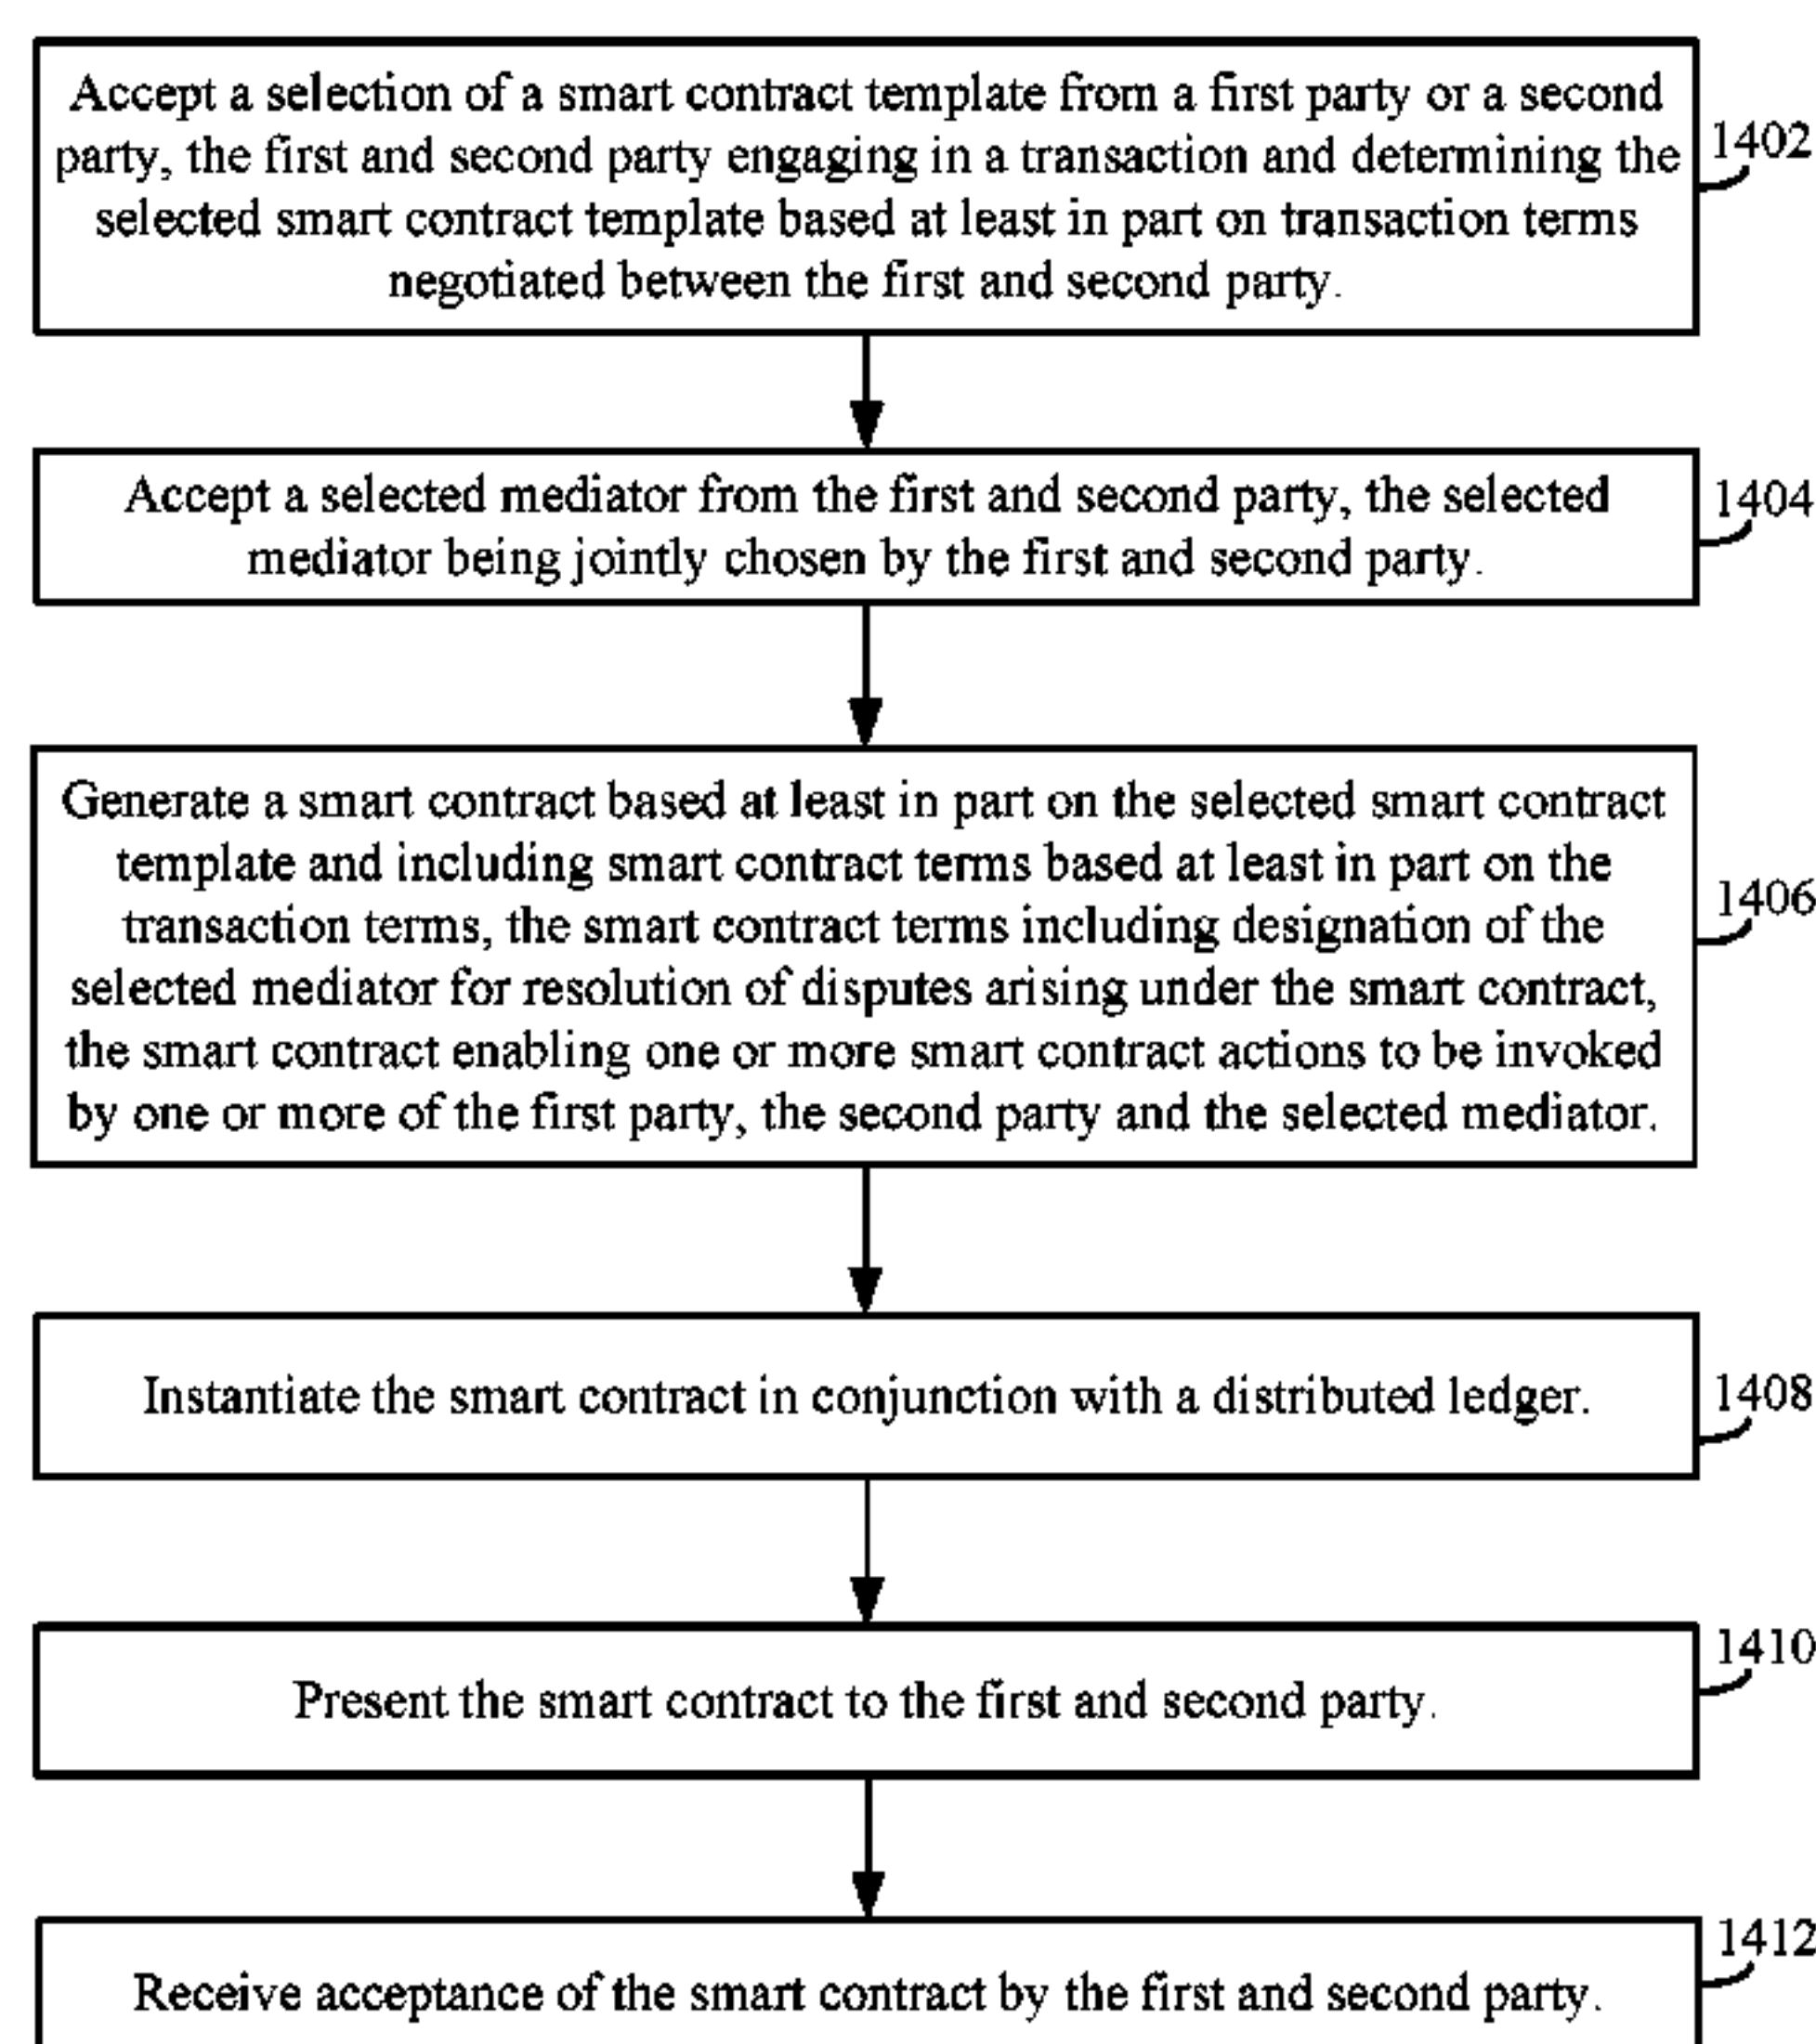 Accept a selection of a smart contract template from a first party or a second
party, the first and second party engaging in a transaction and determining the
selected smart contract template based at least in part on transaction terms
negotiated between the first and second party.
1402
Accept a selected mediator from the first and second party, the selected
mediator being jointly chosen by the first and second party.
1404
Generate a smart contract based at least in part on the selected smart contract
template and including smart contract terms based at least in part on the
transaction terms, the smart contract terms including designation of the
selected mediator for resolution of disputes arising under the smart contract,
the smart contract enabling one or more smart contract actions to be invoked
by one or more of the first party, the second party and the selected mediator.
1406
Instantiate the smart contract in conjunction with a distributed ledger.
1408
Present the smart contract to the first and second party.
1410
Receive acceptance of the smart contract by the first and second party.
1412